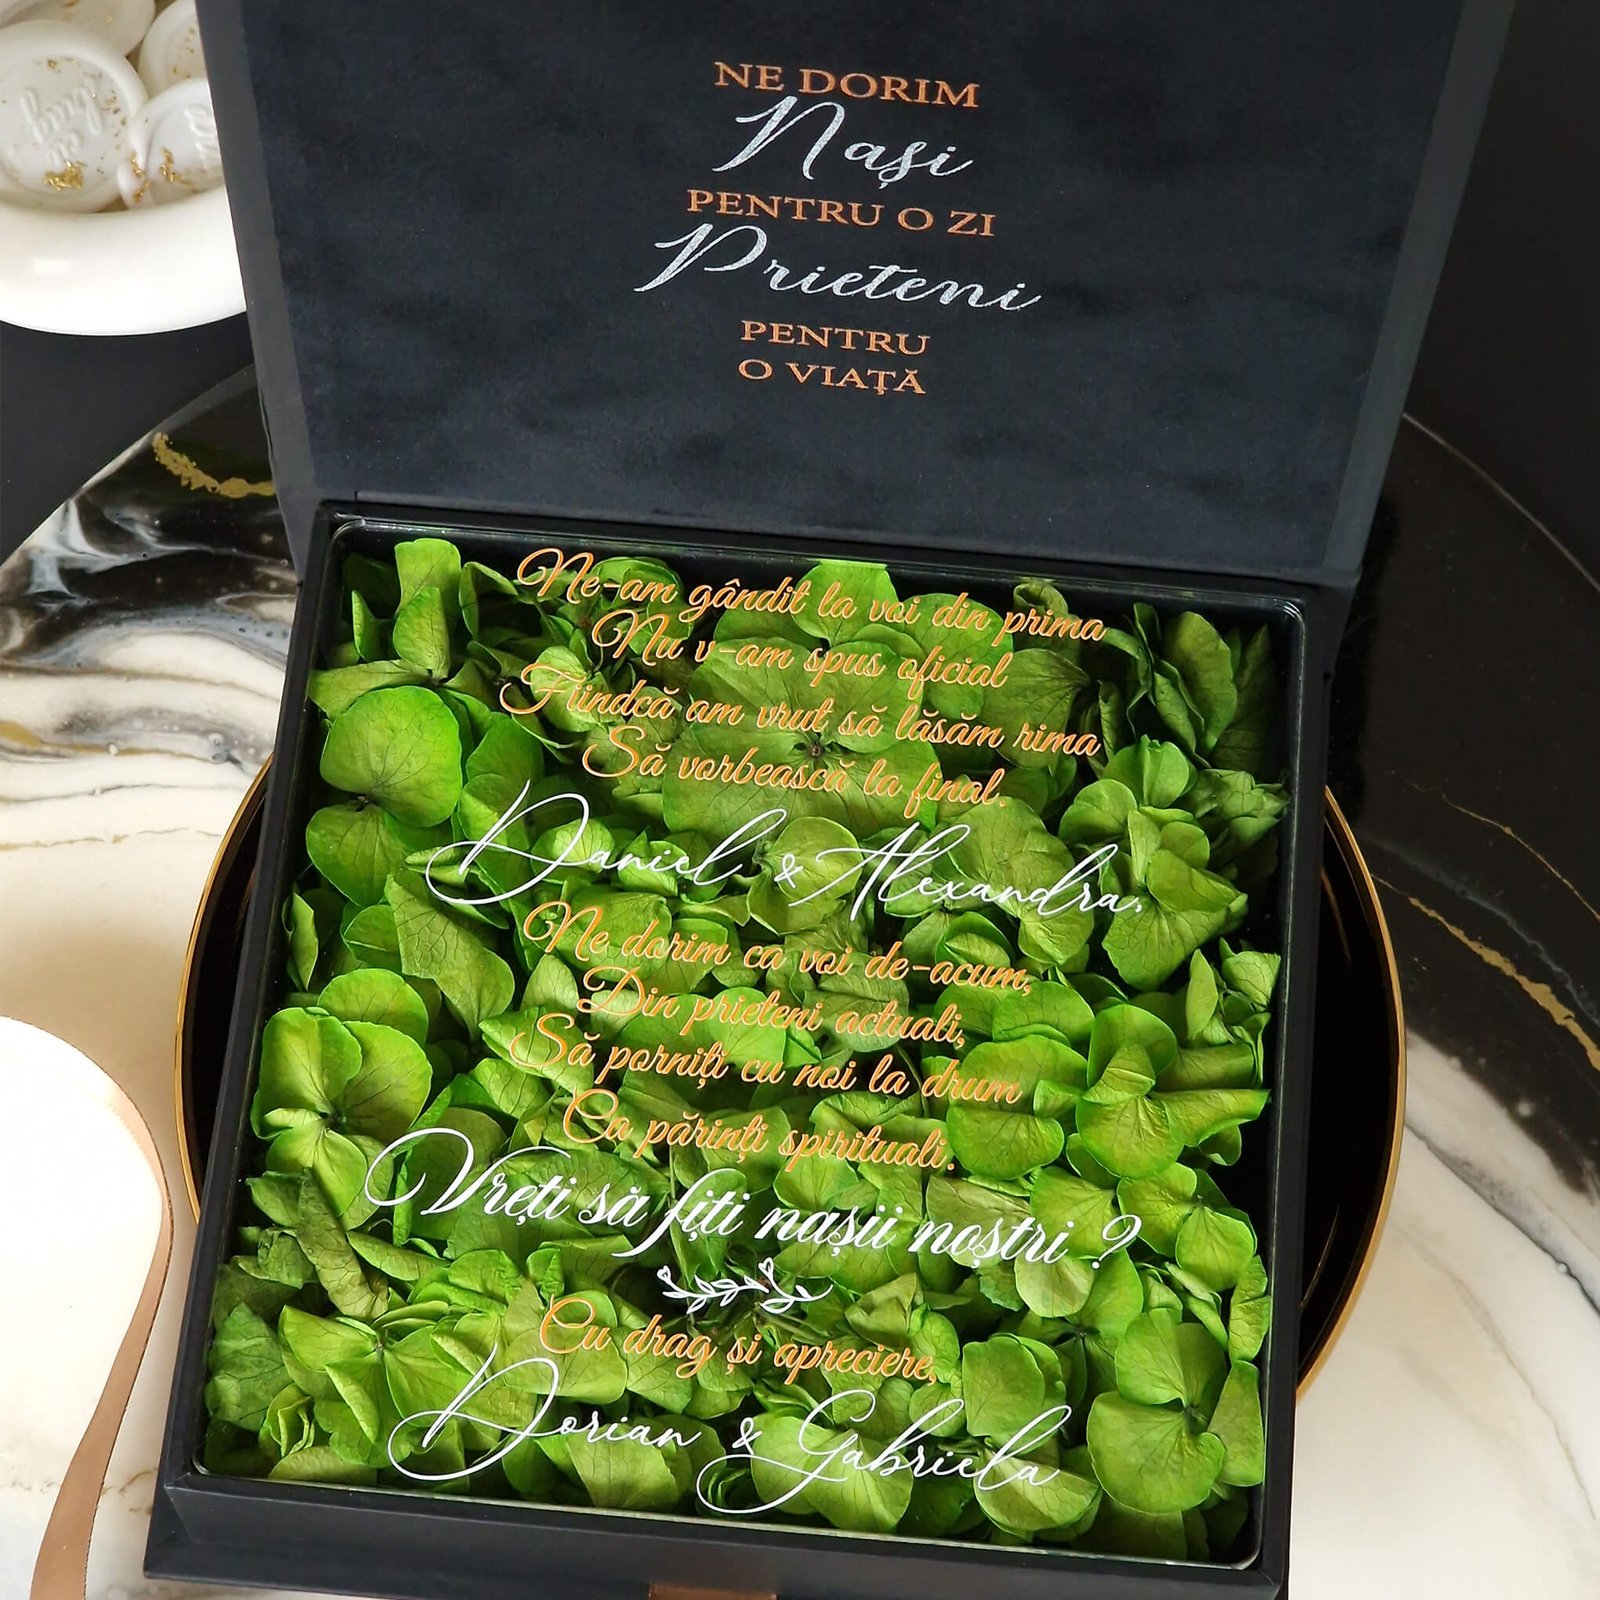 NE DORIM
Nași
PENTRU O ZI
Prieteni
PENTRU
O VIAȚĂ
Ne-am gândit la voi din prima
Nu v-am spus oficial
Fiindcă am vrut să lăsăm rima
Să vorbească la final.
Daniel & Alexandra,
Ne dorim ca voi de-acum,
Din prieteni actuali,
Să porniți cu noi la drum
Ca părinți spirituali.
Vreți să fiți nașii noștri ?
Cu drag și apreciere,
Dorian & Gabriela